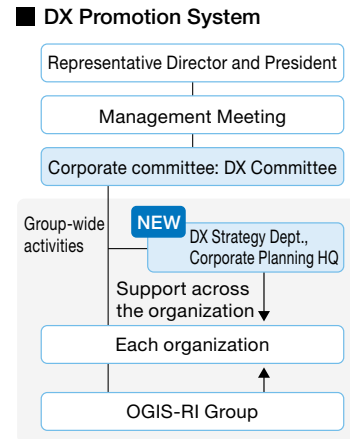 ■ DX Promotion System
Representative Director and President
Management Meeting
Corporate committee: DX Committee
Group-wide
activities
NEW
DX Strategy Dept.,
Corporate Planning HQ
Support across
the organization
Each organization
OGIS-RI Group